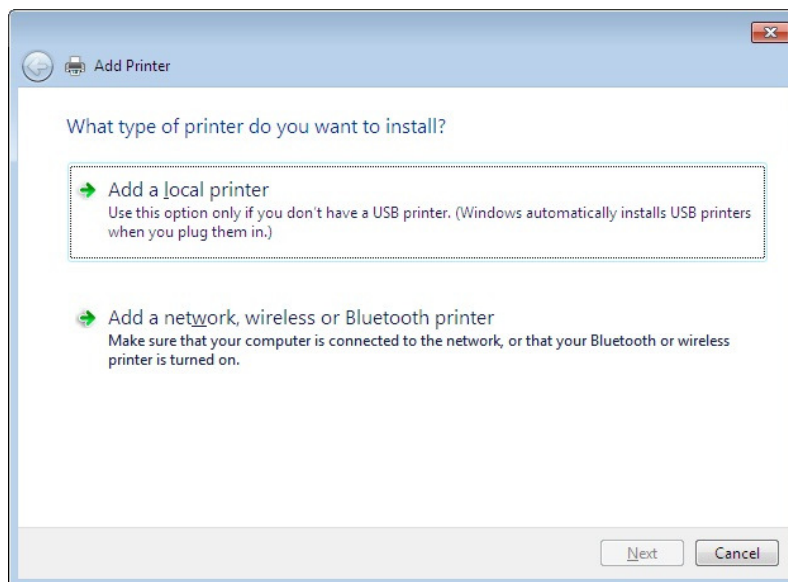 Add Printer
What type of printer do you want to install?
Add a local printer
Use this option only if you don't have a USB printer. (Windows automatically installs USB printers
when you plug them in.)
Add a network, wireless or Bluetooth printer
Make sure that your computer is connected to the network, or that your Bluetooth or wireless
printer is turned on.
Next Cancel